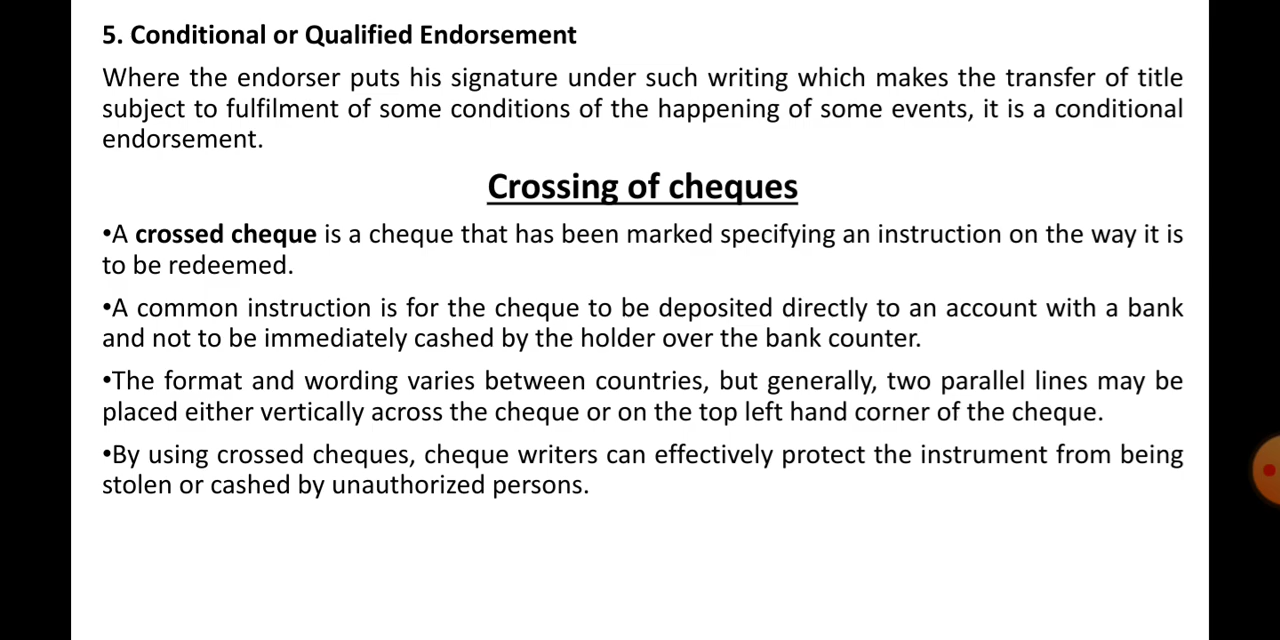 5. Conditional or Qualified Endorsement
Where the endorser puts his signature under such writing which makes the transfer of title
subject to fulfilment of some conditions of the happening of some events, it is a conditional
endorsement.
Crossing of cheques
•A crossed cheque is a cheque that has been marked specifying an instruction on the way it is
to be redeemed.
•A common instruction is for the cheque to be deposited directly to an account with a bank
and not to be immediately cashed by the holder over the bank counter.
•The format and wording varies between countries, but generally, two parallel lines may be
placed either vertically across the cheque or on the top left hand corner of the cheque.
•By using crossed cheques, cheque writers can effectively protect the instrument from being
stolen or cashed by unauthorized persons.